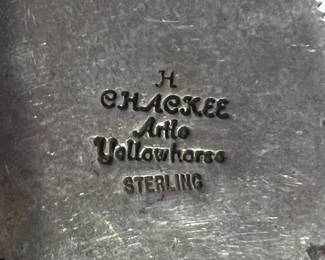 H
CHACKEE
Artie
Yellowhorse
STERLING